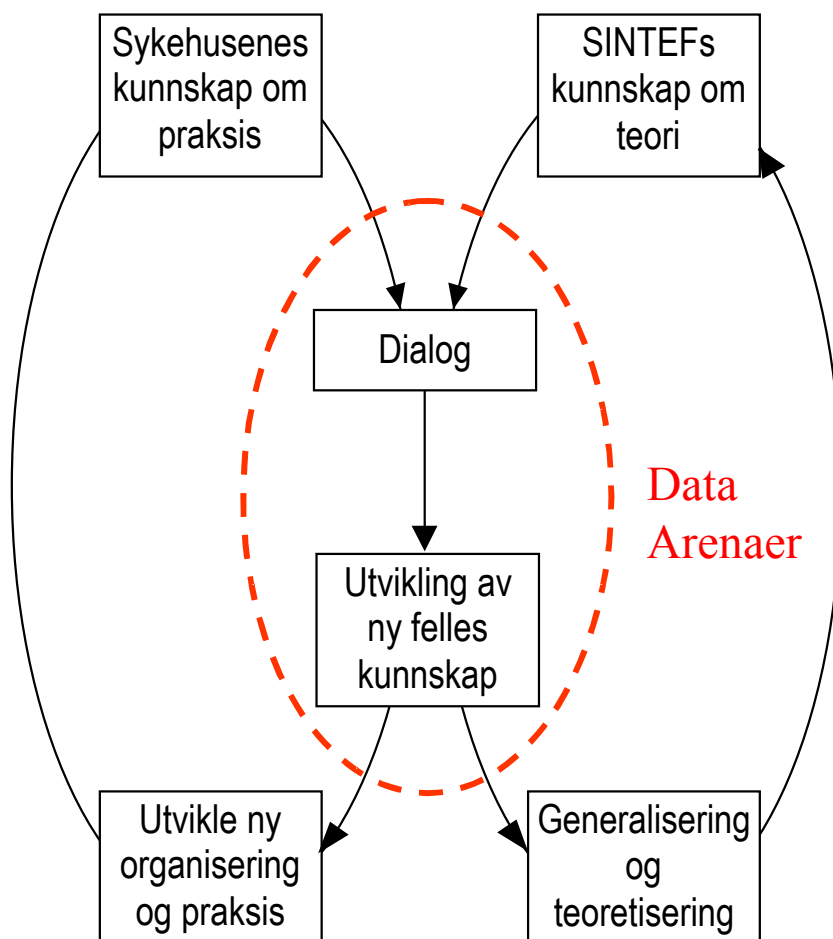 Sykehusenes
kunnskap om
praksis
SINTEFs
kunnskap om
teori
Dialog
Data
Arenaer
Utvikling av
ny felles
kunnskap
Utvikle ny
organisering
og praksis
Generalisering
og
teoretisering